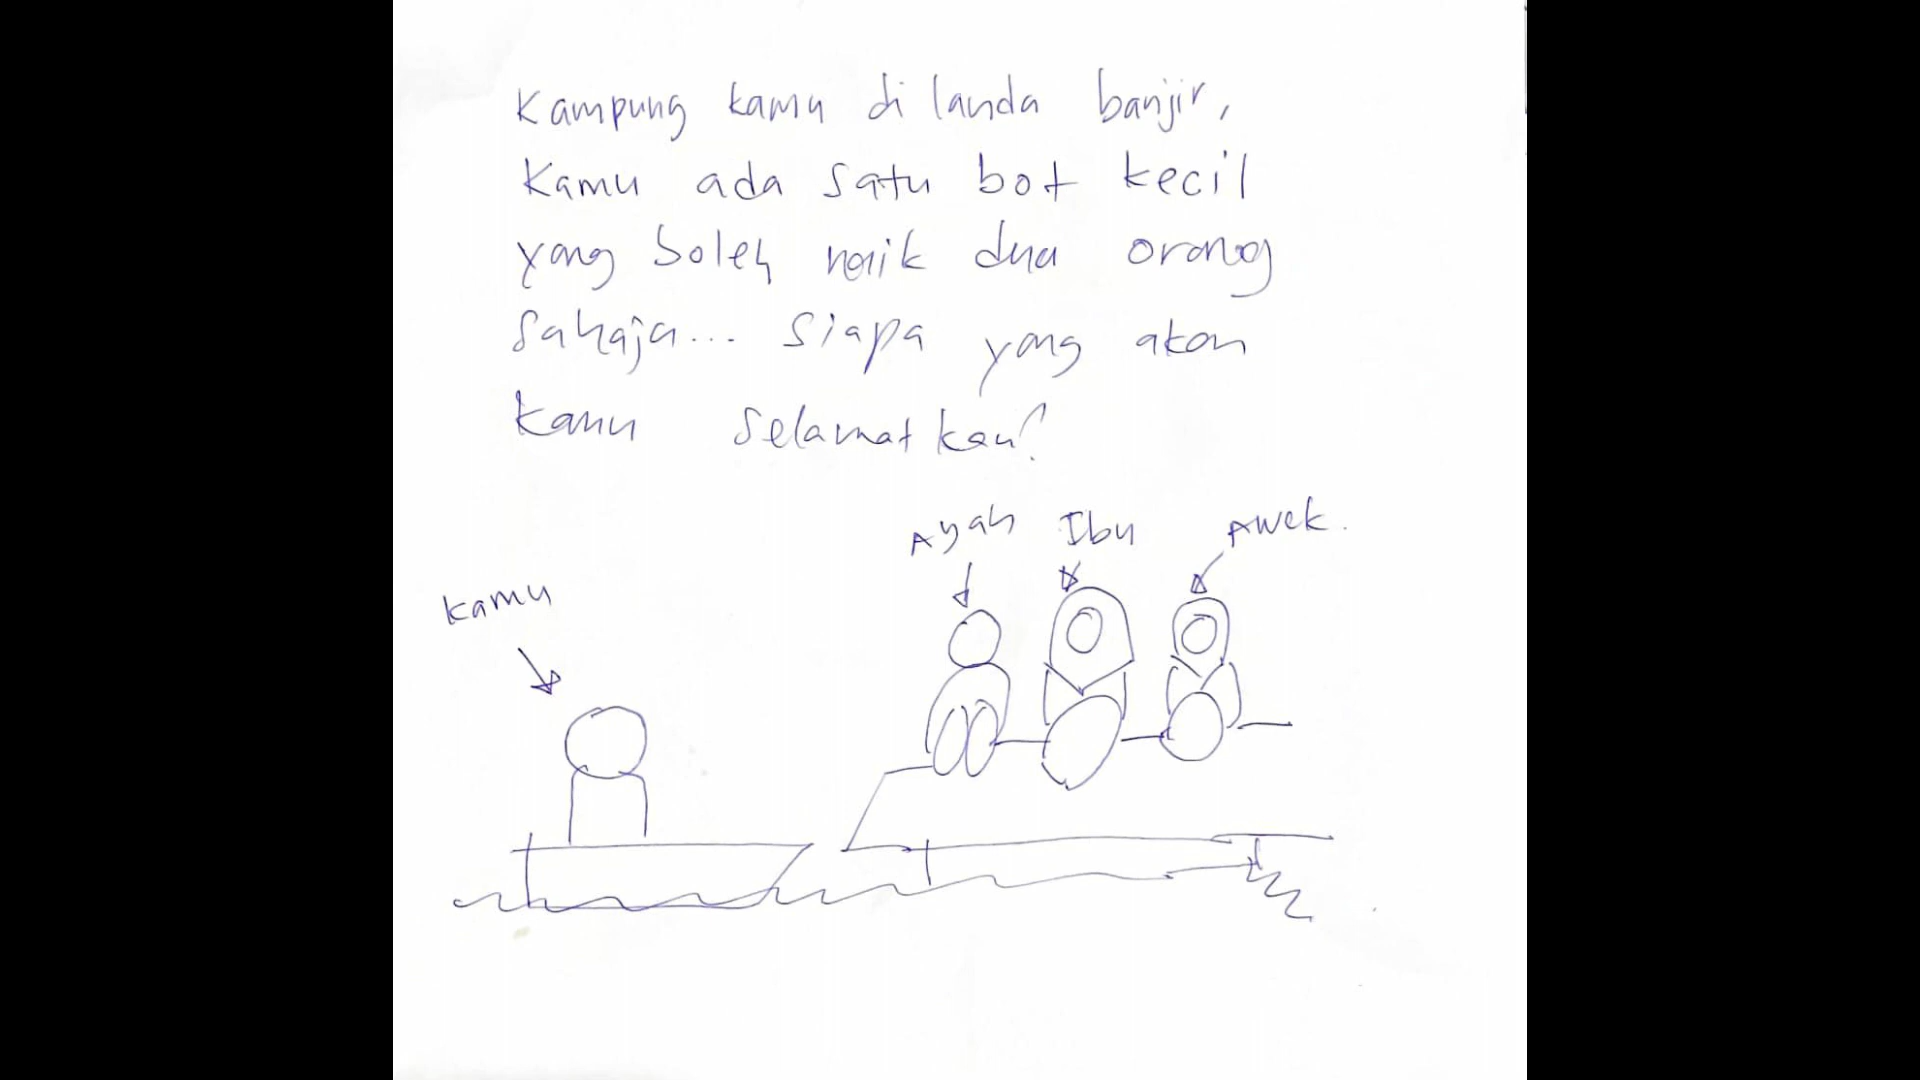 Kampung kamu di landa banjir,
Kamu ada satu bot kecil
yang boleh naik dua orang
sahaja... siapa yang akan
kamu selamatkan?
Ayah Ibu Awek.
kamu